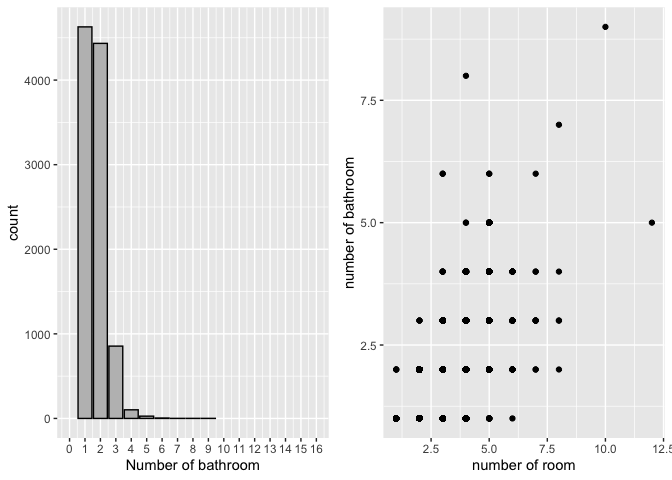 4000
3000
2000
1000
0
count
0 1 2 3 4 5 6 7 8 9 10 11 12 13 14 15 16
Number of bathroom
7.5
5.0
2.5
number of bathroom
2.5 5.0 7.5 10.0 12.5
number of room